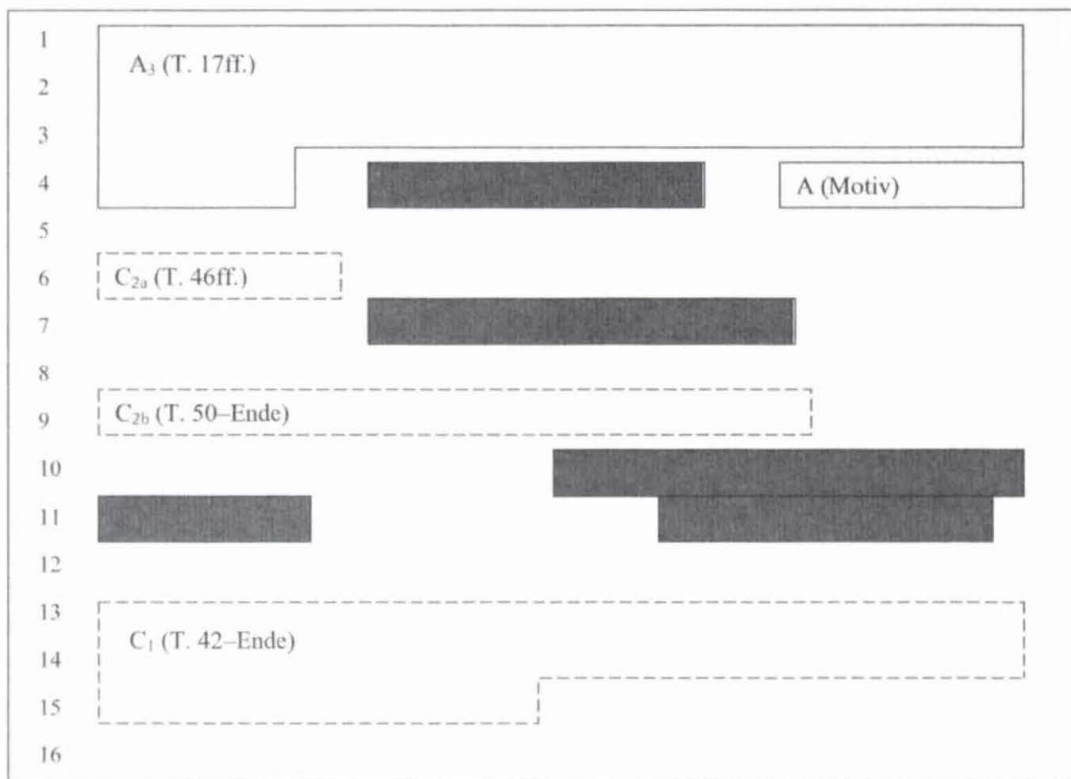 1
A₃ (T. 17ff.)
2
3
4 A (Motiv)
5
6 C₂ₐ (T. 46ff.)
7
8
9 C₂b (T. 50–Ende)
10
11
12
13
C₁ (T. 42–Ende)
14
15
16